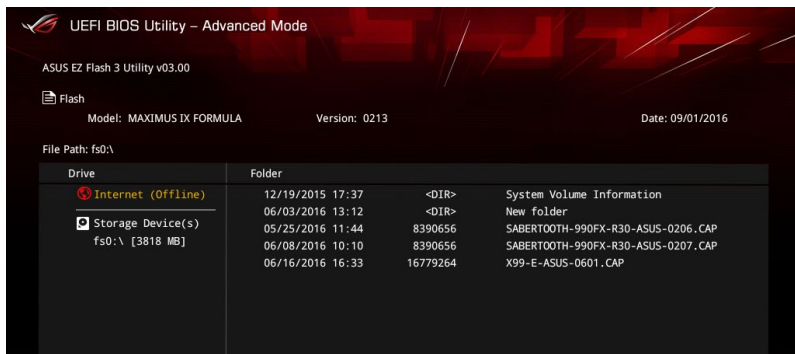 UEFI BIOS Utility – Advanced Mode
ASUS EZ Flash 3 Utility v03.00
Flash
Model: MAXIMUS IX FORMULA Version: 0213 Date: 09/01/2016
File Path: fs0:\
Drive Folder
Internet (Offline) 12/19/2015 17:37 <DIR> System Volume Information
06/03/2016 13:12 <DIR> New folder
Storage Device(s) 05/25/2016 11:44 8390656 SABERTOOTH-990FX-R30-ASUS-0206.CAP
fs0:\ [3818 MB] 06/08/2016 10:10 8390656 SABERTOOTH-990FX-R30-ASUS-0207.CAP
06/16/2016 16:33 16779264 X99-E-ASUS-0601.CAP